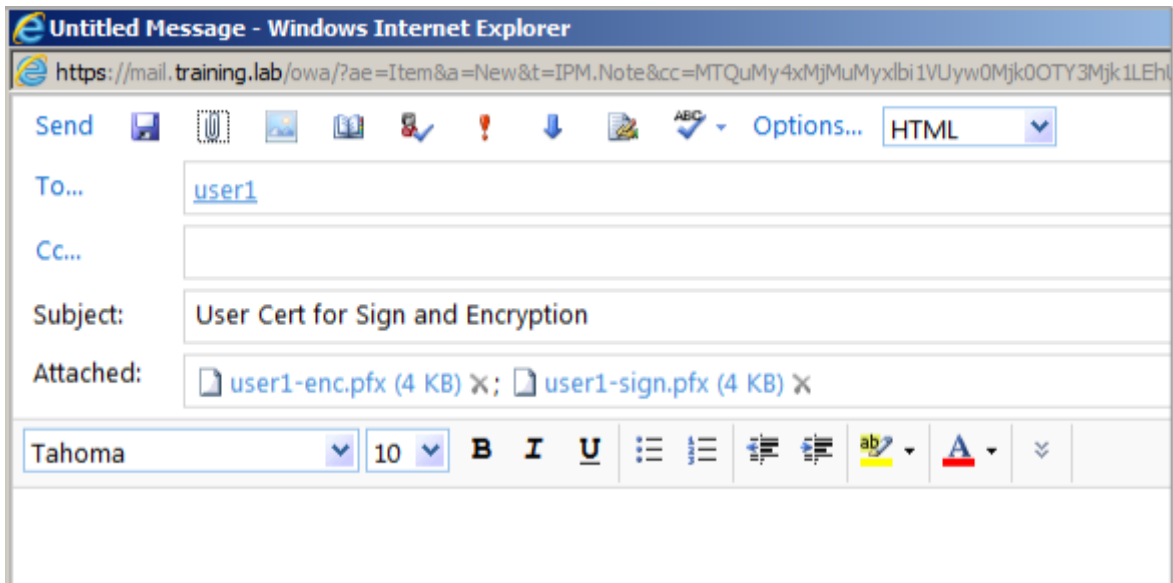 Untitled Message - Windows Internet Explorer
https://mail.training.lab/owa/?ae=Item&a=New&t=IPM.Note&cc=
Send ABC Options... HTML
To... user1
Cc...
Subject: User Cert for Sign and Encryption
Attached: user1-enc.pfx (4 KB) ; user1-sign.pfx (4 KB)
Tahoma 10 B I U ab A